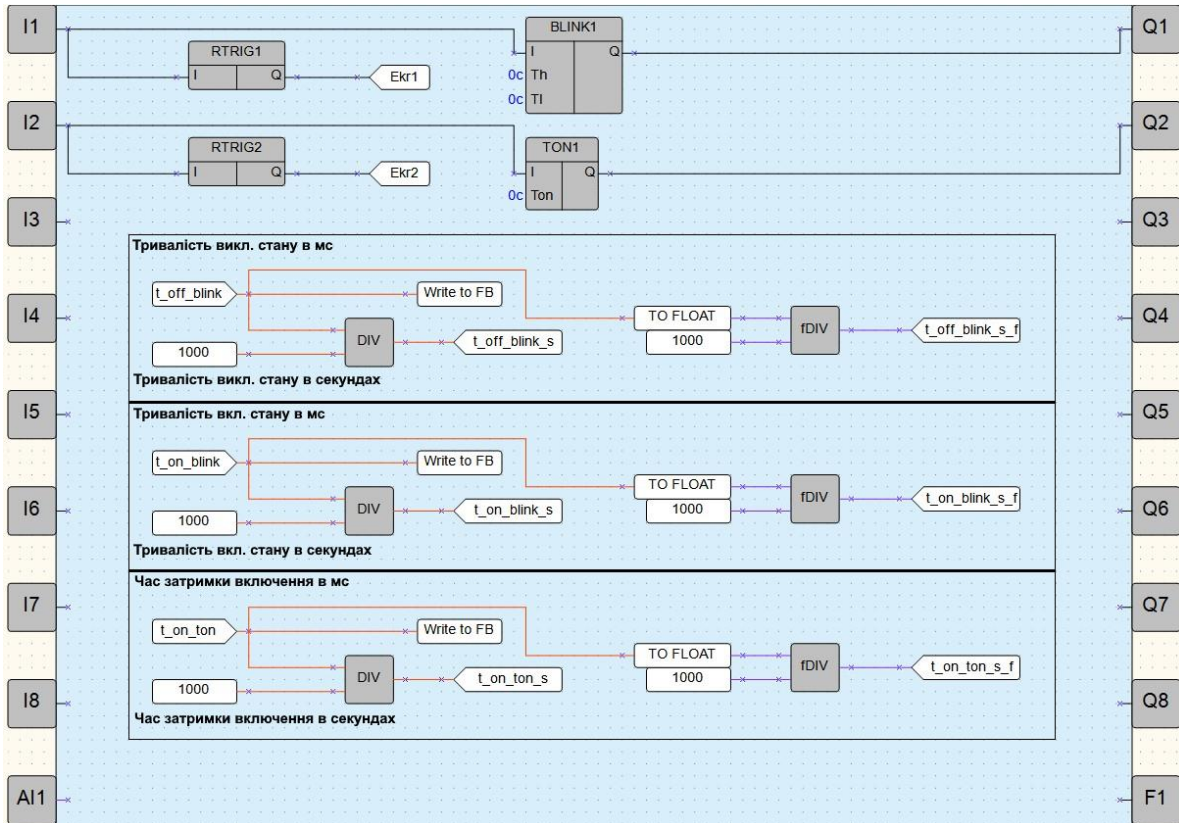 I1
BLINK1
Q1
RTRIG1
I Q
I Q
Ekr1
0c Th
0c Tl
I2
Q2
RTRIG2
TON1
I Q
I Q
Ekr2
0c Ton
I3
Q3
Тривалість викл. стану в мс
t_off_blink
Write to FB
I4
TO FLOAT
fDIV
t_off_blink_s_f
Q4
1000
DIV
t_off_blink_s
1000
Тривалість викл. стану в секундах
I5
Тривалість вкл. стану в мс
Q5
t_on_blink
Write to FB
TO FLOAT
fDIV
t_on_blink_s_f
I6
1000
DIV
t_on_blink_s
1000
Q6
Тривалість вкл. стану в секундах
Час затримки включення в мс
I7
Q7
t_on_ton
Write to FB
TO FLOAT
fDIV
t_on_ton_s_f
1000
DIV
t_on_ton_s
1000
I8
Q8
Час затримки включення в секундах
AI1
F1